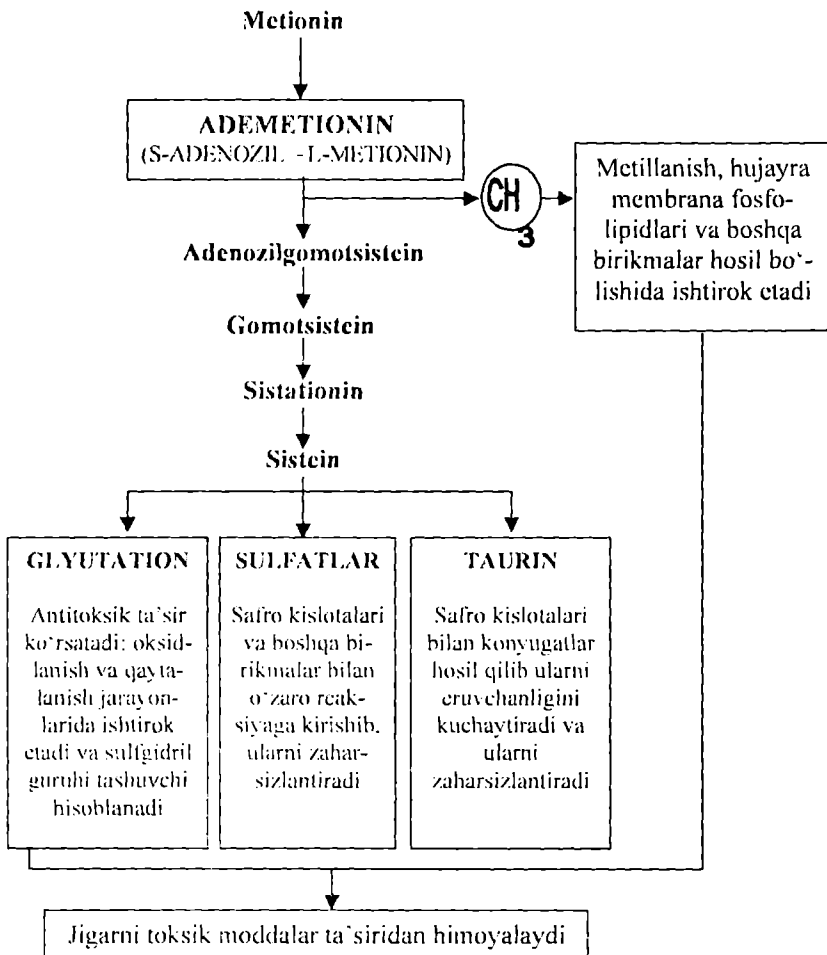 Metionin
ADEMETIONIN
(S-ADENOZIL -L-METIONIN)
CH
3
Metillanish, hujayra
membrana fosfo-
lipidlari va boshqa
birikmalar hosil bo‘-
lishida ishtirok etadi
Adenozilgomotsistein
Gomotsistein
Sistationin
Sistein
GLYUTATION
Antitoksik ta’sir
ko‘rsatadi: oksid-
lanish va qayta-
lanish jarayon-
larida ishtirok
etadi va sulfgidril
guruhi tashuvchi
hisoblanadi
SULFATLAR
Safro kislotalari
va boshqa bi-
rikmalar bilan
o‘zaro reak-
siyaga kirishib,
ularni zahar-
sizlantiradi
TAURIN
Safro kislotalari
bilan konyugatlar
hosil qilib ularni
eruvchanligini
kuchaytiradi va
ularni
zaharsizlantiradi
Jigarni toksik moddalar ta’siridan himoyalaydi